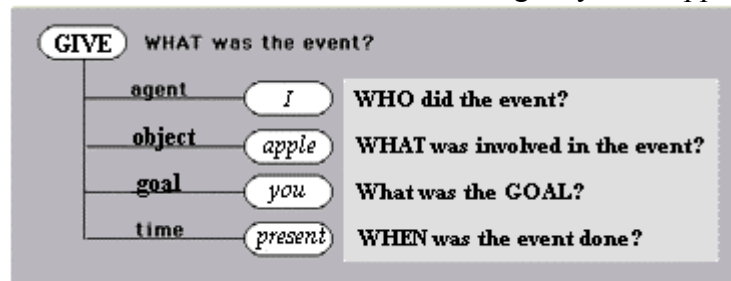 GIVE WHAT was the event?
agent I WHO did the event?
object apple WHAT was involved in the event?
goal you What was the GOAL?
time present WHEN was the event done?